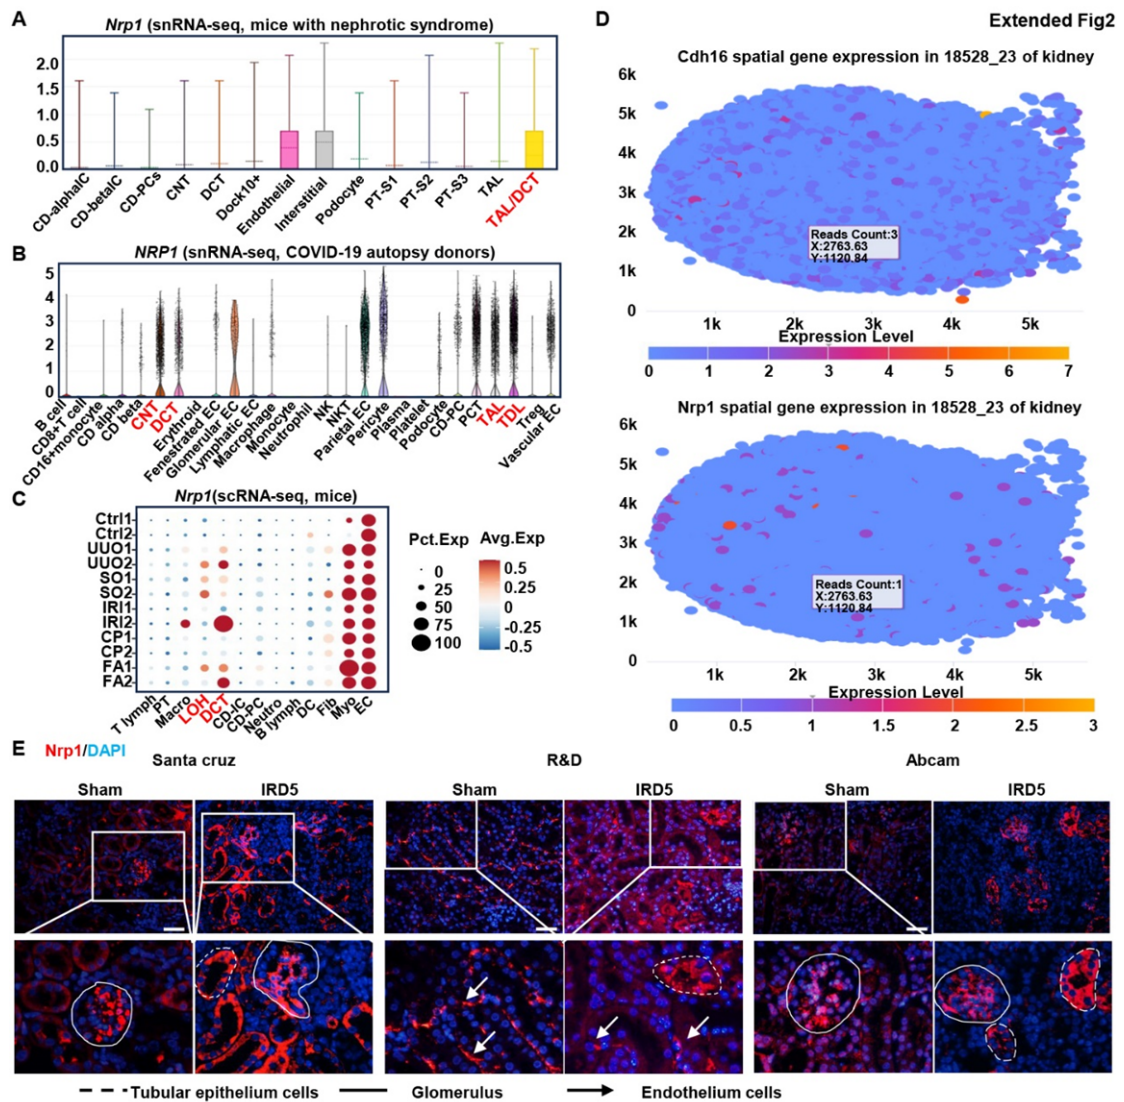 A
Nrp1 (snRNA-seq, mice with nephrotic syndrome)
2.0
1.5
1.0
0.5
0.0
CD-alphaIC
CD-betaIC
CD-PCs
CNT
DCT
Dock10+
Endothelial
Interstitial
Podocyte
PT-S1
PT-S2
PT-S3
TAL
TAL/DCT
B
NRP1 (snRNA-seq, COVID-19 autopsy donors)
5
4
3
2
1
0
B cell
CD8+T cell
CD16+monocyte
CD alpha
CD beta
CNT
DCT
Erythroid
Fenestrated EC
Glomerular EC
Lymphatic EC
Macrophage
Monocyte
Neutrophil
NK
NKT
Parietal EC
Pericyte
Plasma
Platelet
Podocyte
CD-PC
PCT
TAL
TDL
Treg
Vascular EC
C
Nrp1(scRNA-seq, mice)
Ctrl1
Ctrl2
UUO1
UUO2
SO1
SO2
IRI1
IRI2
CP1
CP2
FA1
FA2
T lymph
PT
Macro
LOH
DCT
CD-IC
CD-PC
Neutro
B lymph
DC
Fib
Myo
EC
Pct.Exp
0
25
50
75
100
Avg.Exp
0.5
0.25
0
-0.25
-0.5
D
Extended Fig2
Cdh16 spatial gene expression in 18528_23 of kidney
6k
5k
4k
3k
2k
1k
0
Reads Count:3
X:2763.63
Y:1120.84
1k 2k 3k 4k 5k
Expression Level
0 1 2 3 4 5 6 7
Nrp1 spatial gene expression in 18528_23 of kidney
6k
5k
4k
3k
2k
1k
0
Reads Count:1
X:2763.63
Y:1120.84
1k 2k 3k 4k 5k
Expression Level
0 0.5 1 1.5 2 2.5 3
E
Nrp1/DAPI
Santa cruz R&D Abcam
Sham IRD5 Sham IRD5 Sham IRD5
Tubular epithelium cells Glomerulus Endothelium cells